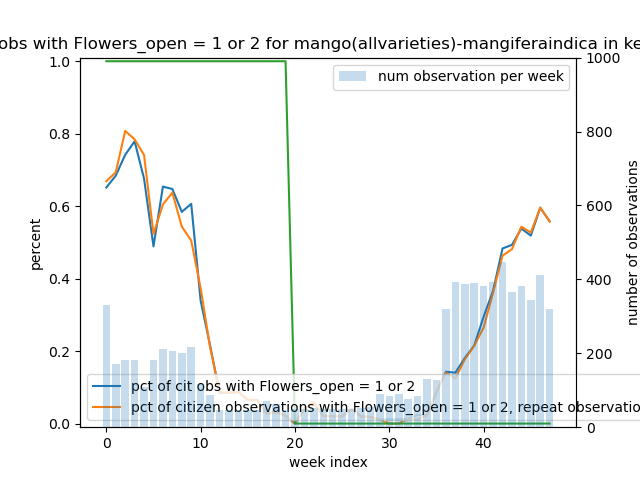 obs with Flowers_open = 1 or 2 for mango(allvarieties)-mangiferaindica in ke
num observation per week
1.0
0.8
0.6
0.4
0.2
0.0
percent
1000
800
600
400
200
0
number of observations
pct of cit obs with Flowers_open = 1 or 2
pct of citizen observations with Flowers_open = 1 or 2, repeat observatio
0 10 20 30 40
week index